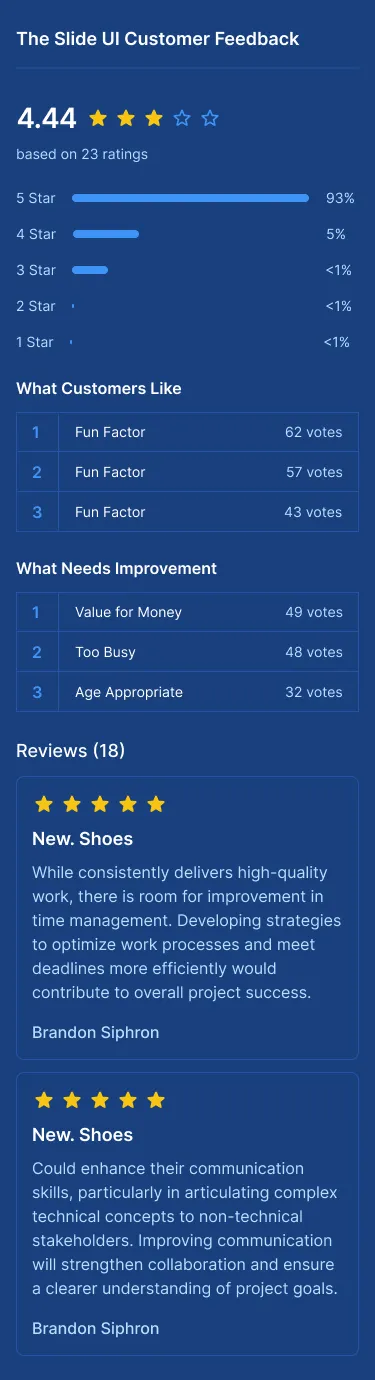 The Slide UI Customer Feedback
4.44
based on 23 ratings
5 Star 93%
4 Star 5%
3 Star <1%
2 Star <1%
1 Star <1%
What Customers Like
1 Fun Factor 62 votes
2 Fun Factor 57 votes
3 Fun Factor 43 votes
What Needs Improvement
1 Value for Money 49 votes
2 Too Busy 48 votes
3 Age Appropriate 32 votes
Reviews (18)
New. Shoes
While consistently delivers high-quality
work, there is room for improvement in
time management. Developing strategies
to optimize work processes and meet
deadlines more efficiently would
contribute to overall project success.
Brandon Siphron
New. Shoes
Could enhance their communication
skills, particularly in articulating complex
technical concepts to non-technical
stakeholders. Improving communication
will strengthen collaboration and ensure
a clearer understanding of project goals.
Brandon Siphron